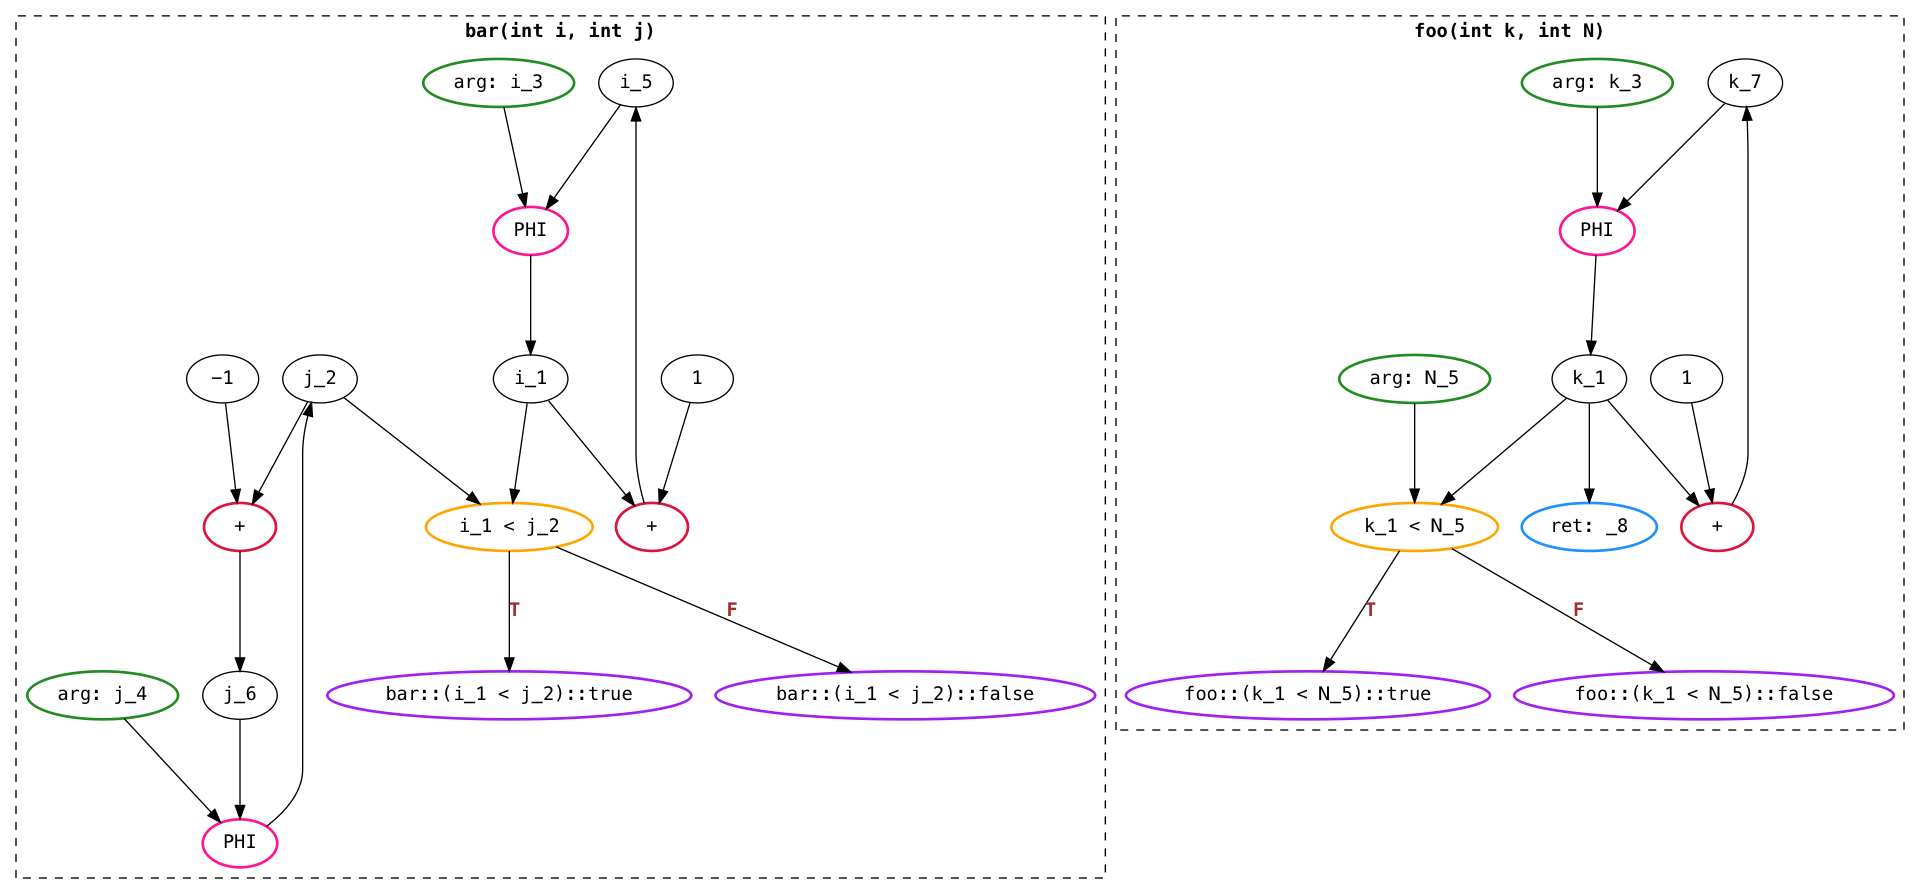 bar(int i, int j)
arg: i_3
i_5
PHI
−1
j_2
i_1
1
+
i_1 < j_2
+
T
F
arg: j_4
j_6
bar::(i_1 < j_2)::true
bar::(i_1 < j_2)::false
PHI
foo(int k, int N)
arg: k_3
k_7
PHI
arg: N_5
k_1
1
k_1 < N_5
ret: _8
+
T
F
foo::(k_1 < N_5)::true
foo::(k_1 < N_5)::false